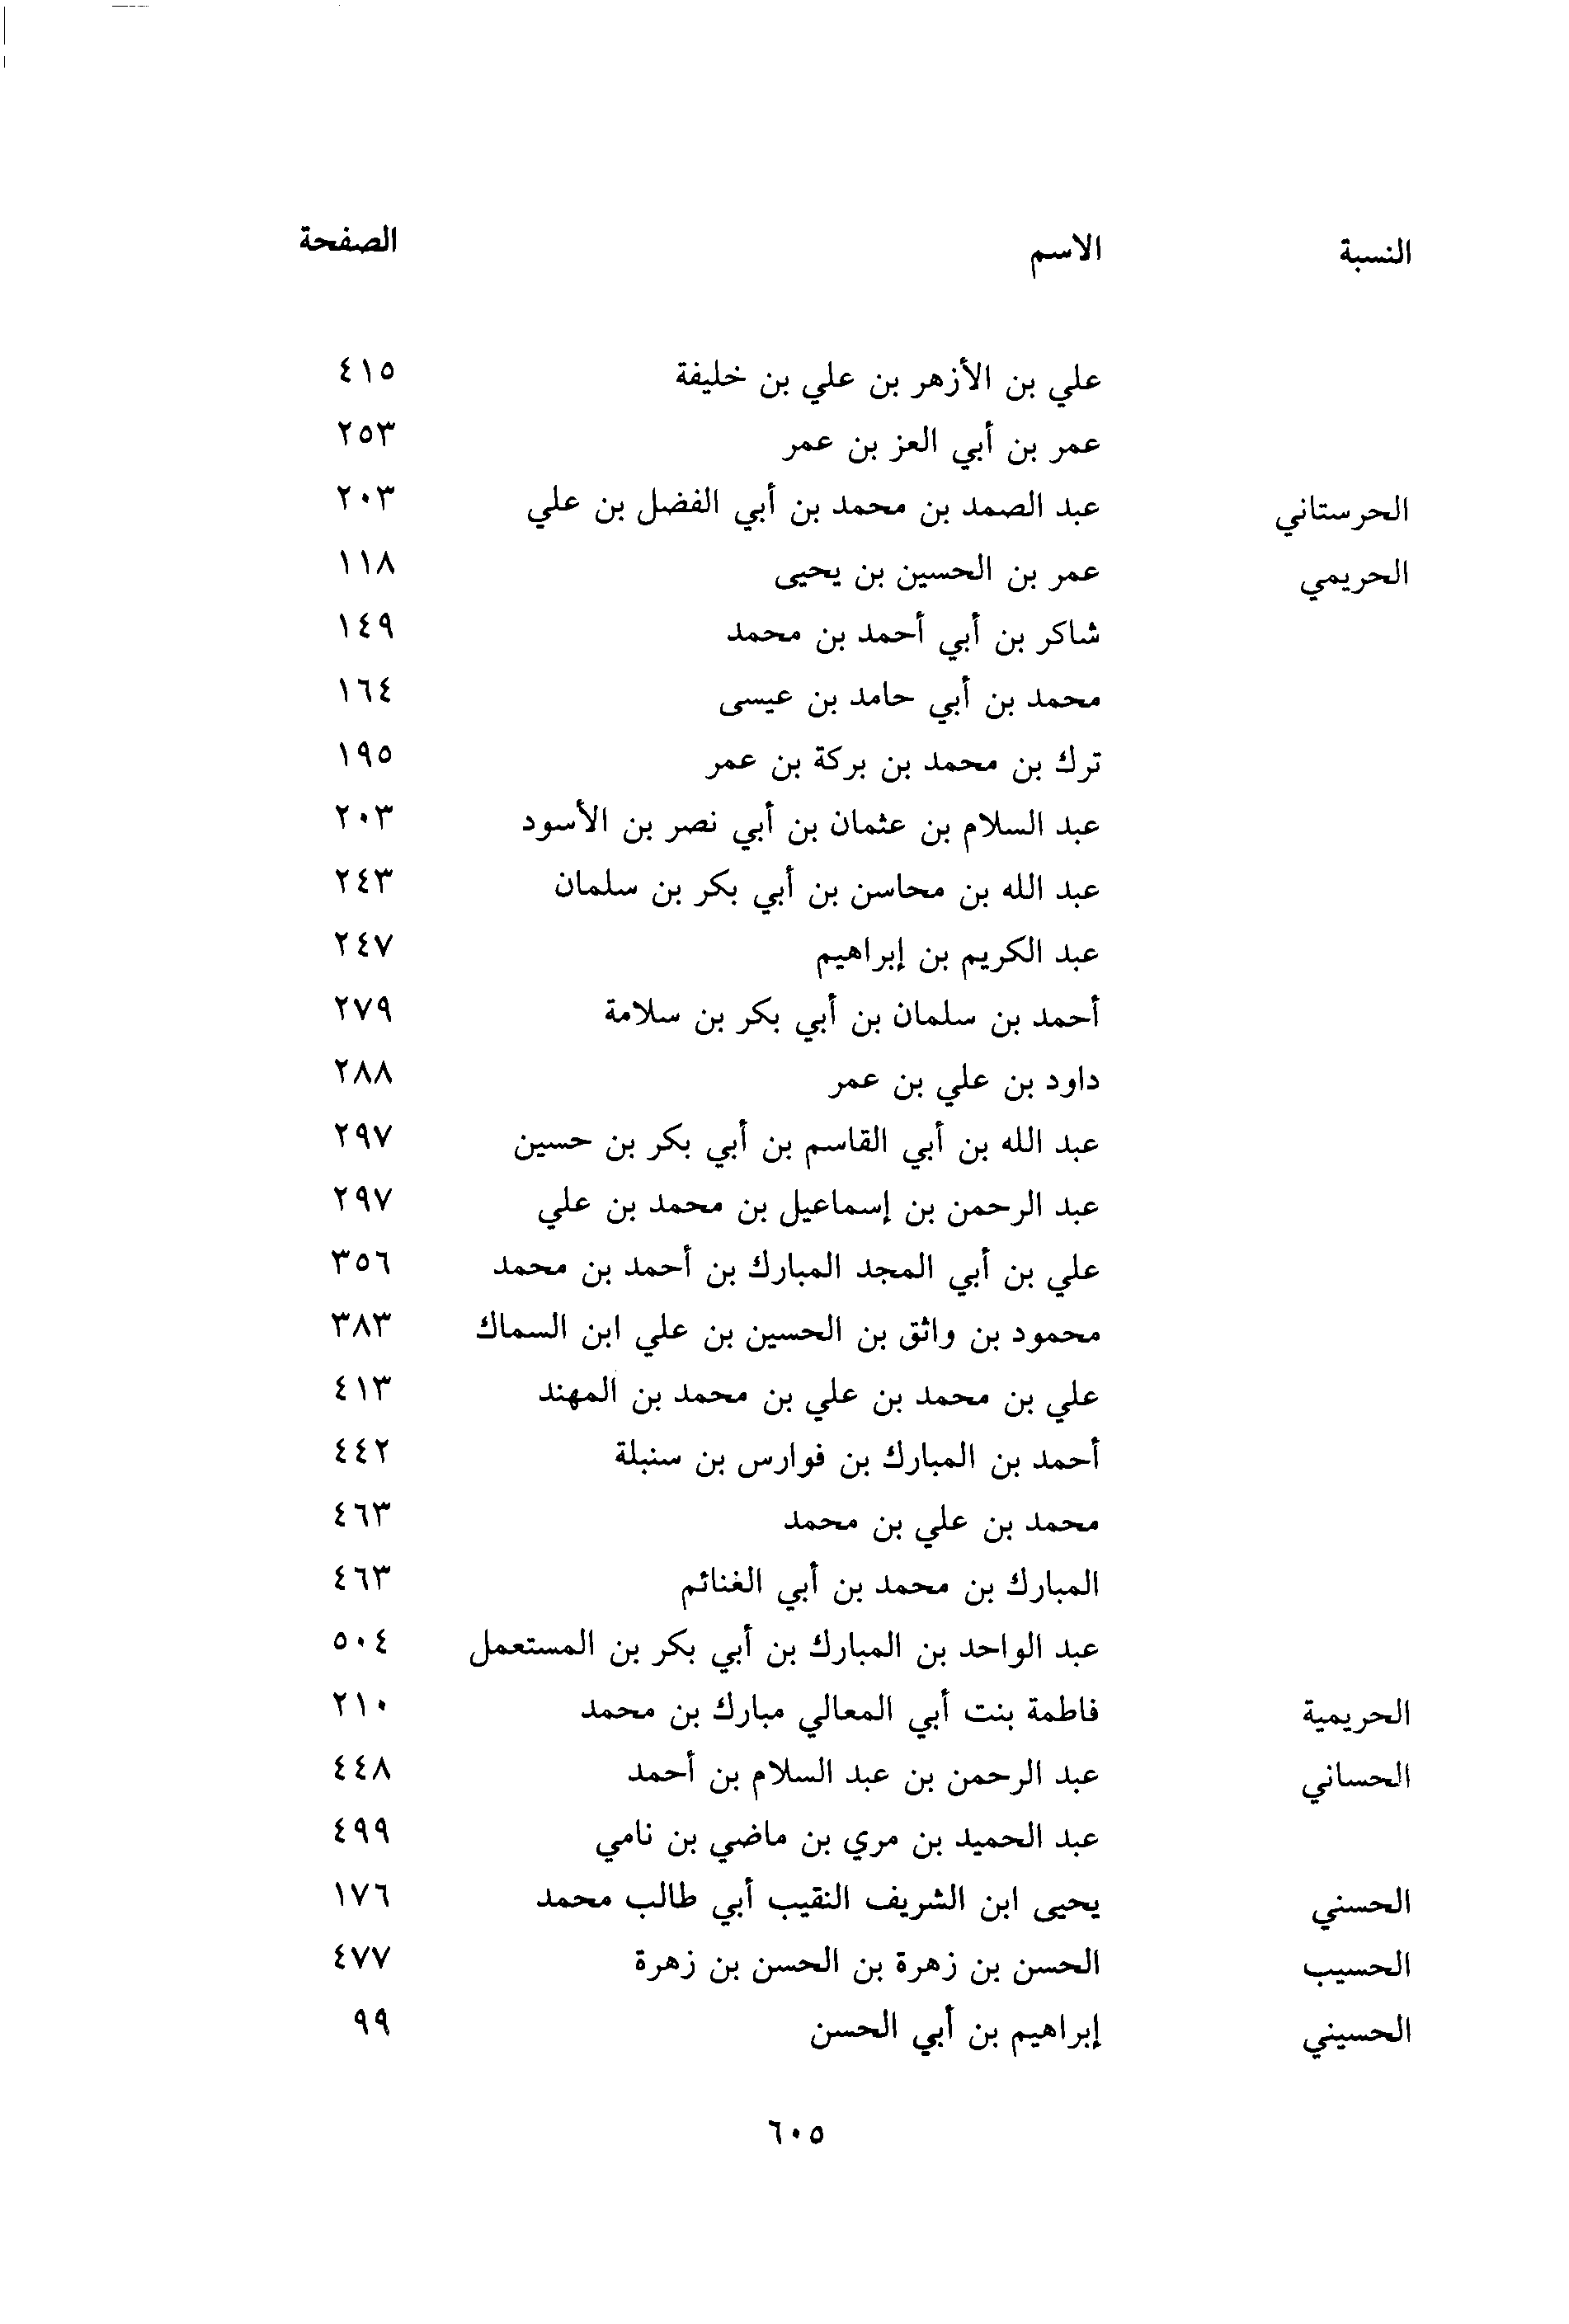 النسبة الاسم الصفحة
علي بن الأزهر بن علي بن خليفة ٤١٥
عمر بن أبي العز بن عمر ٢٥٣
الحرستاني عبد الصمد بن محمد بن أبي الفضل بن علي ٢٠٣
الحريمي عمر بن الحسين بن يحيى ١١٨
شاكر بن أبي أحمد بن محمد ١٤٩
محمد بن أبي حامد بن عيسى ١٦٤
ترك بن محمد بن بركة بن عمر ١٩٥
عبد السلام بن عثمان بن أبي نصر بن الأسود ٢٠٣
عبد الله بن محاسن بن أبي بكر بن سلمان ٢٤٣
عبد الكريم بن إبراهيم ٢٤٧
أحمد بن سلمان بن أبي بكر بن سلامة ٢٧٩
داود بن علي بن عمر ٢٨٨
عبد الله بن أبي القاسم بن أبي بكر بن حسين ٢٩٧
عبد الرحمن بن إسماعيل بن محمد بن علي ٢٩٧
علي بن أبي المجد المبارك بن أحمد بن محمد ٣٥٦
محمود بن واثق بن الحسين بن علي ابن السماك ٣٨٣
علي بن محمد بن علي بن محمد بن المهند ٤١٣
أحمد بن المبارك بن فوارس بن سنبلة ٤٤٢
محمد بن علي بن محمد ٤٦٣
المبارك بن محمد بن أبي الغنائم ٤٦٣
عبد الواحد بن المبارك بن أبي بكر بن المستعمل ٥٠٤
الحريمية فاطمة بنت أبي المعالي مبارك بن محمد ٢١٠
الحساني عبد الرحمن بن عبد السلام بن أحمد ٤٤٨
عبد الحميد بن مري بن ماضي بن نامي ٤٩٩
الحسني يحيى ابن الشريف النقيب أبي طالب محمد ١٧٦
الحسيب الحسن بن زهرة بن الحسن بن زهرة ٤٧٧
الحسيني إبراهيم بن أبي الحسن ٩٩
٦٠٥